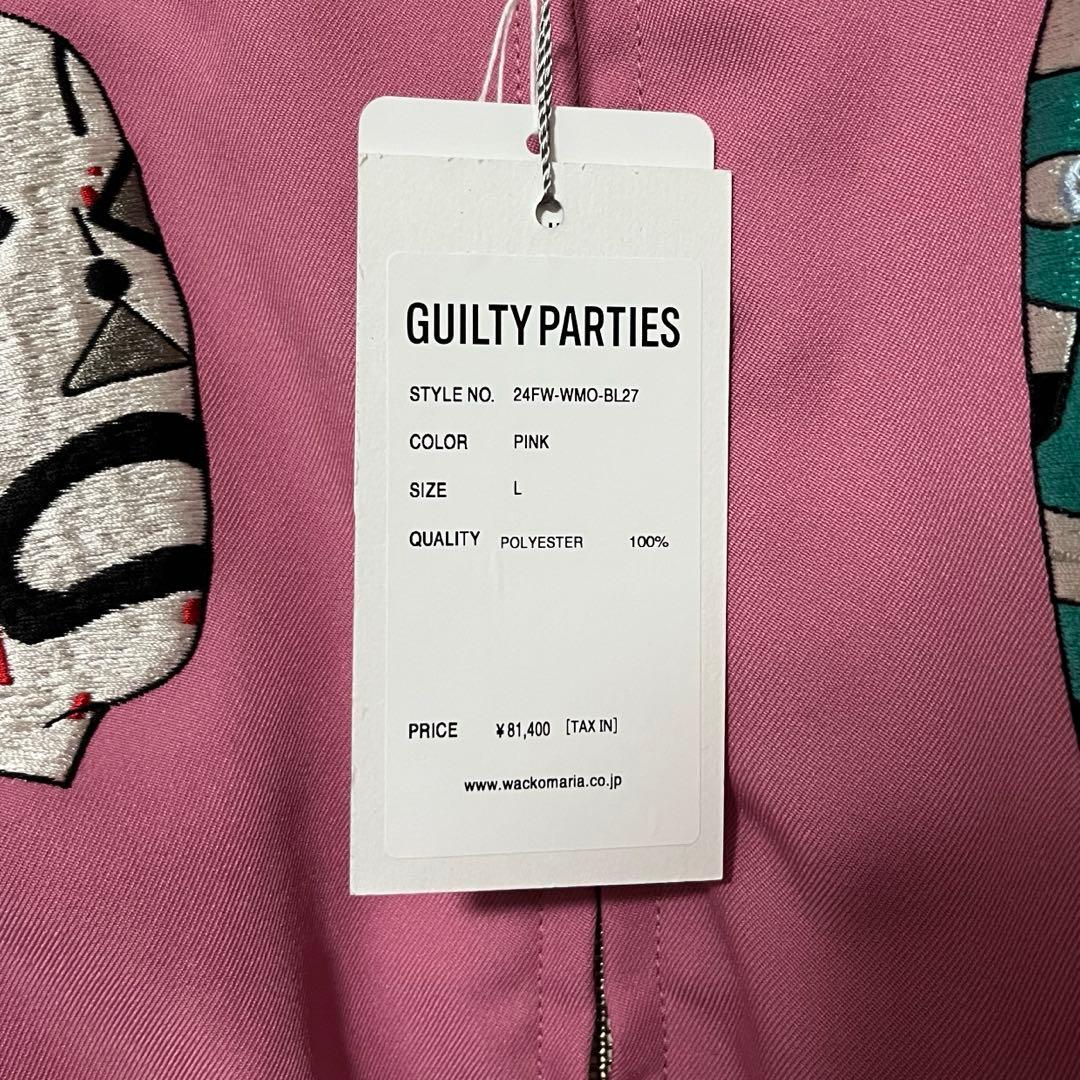 GUILTY PARTIES
STYLE NO. 24FW-WMO-BL27
COLOR PINK
SIZE L
QUALITY POLYESTER 100%
PRICE ¥81,400 [TAX IN]
www.wackomaria.co.jp